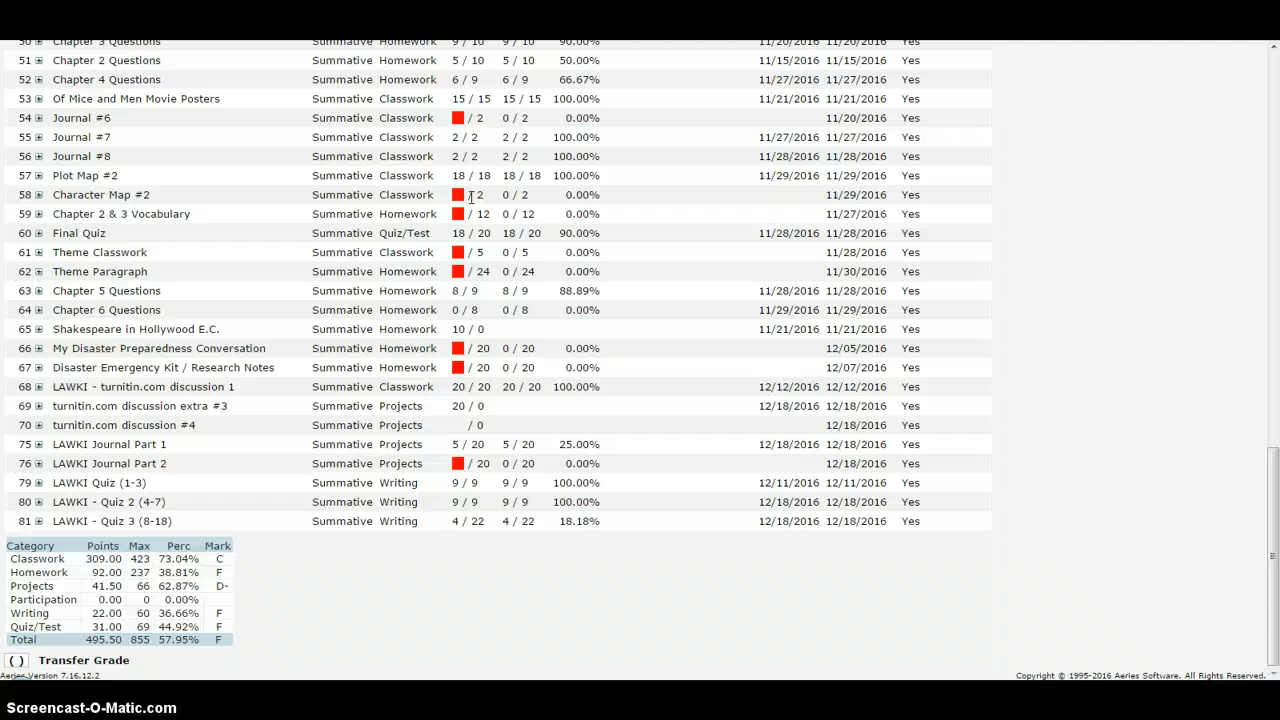 50 Chapter 3 Questions Summative Homework 9 / 10 9 / 10 90.00% 11/20/2016 11/20/2016 Yes
51 Chapter 2 Questions Summative Homework 5 / 10 5 / 10 50.00% 11/15/2016 11/15/2016 Yes
52 Chapter 4 Questions Summative Homework 6 / 9 6 / 9 66.67% 11/27/2016 11/27/2016 Yes
53 Of Mice and Men Movie Posters Summative Classwork 15 / 15 15 / 15 100.00% 11/21/2016 11/21/2016 Yes
54 Journal #6 Summative Classwork / 2 0 / 2 0.00% 11/20/2016 Yes
55 Journal #7 Summative Classwork 2 / 2 2 / 2 100.00% 11/27/2016 11/27/2016 Yes
56 Journal #8 Summative Classwork 2 / 2 2 / 2 100.00% 11/28/2016 11/28/2016 Yes
57 Plot Map #2 Summative Classwork 18 / 18 18 / 18 100.00% 11/29/2016 11/29/2016 Yes
58 Character Map #2 Summative Classwork / 2 0 / 2 0.00% 11/29/2016 Yes
59 Chapter 2 & 3 Vocabulary Summative Homework / 12 0 / 12 0.00% 11/27/2016 Yes
60 Final Quiz Summative Quiz/Test 18 / 20 18 / 20 90.00% 11/28/2016 11/28/2016 Yes
61 Theme Classwork Summative Classwork / 5 0 / 5 0.00% 11/28/2016 Yes
62 Theme Paragraph Summative Homework / 24 0 / 24 0.00% 11/30/2016 Yes
63 Chapter 5 Questions Summative Homework 8 / 9 8 / 9 88.89% 11/28/2016 11/28/2016 Yes
64 Chapter 6 Questions Summative Homework 0 / 8 0 / 8 0.00% 11/29/2016 11/29/2016 Yes
65 Shakespeare in Hollywood E.C. Summative Homework 10 / 0 11/21/2016 11/21/2016 Yes
66 My Disaster Preparedness Conversation Summative Homework / 20 0 / 20 0.00% 12/05/2016 Yes
67 Disaster Emergency Kit / Research Notes Summative Homework / 20 0 / 20 0.00% 12/07/2016 Yes
68 LAWKI - turnitin.com discussion 1 Summative Classwork 20 / 20 20 / 20 100.00% 12/12/2016 12/12/2016 Yes
69 turnitin.com discussion extra #3 Summative Projects 20 / 0 12/18/2016 12/18/2016 Yes
70 turnitin.com discussion #4 Summative Projects / 0 12/18/2016 Yes
75 LAWKI Journal Part 1 Summative Projects 5 / 20 5 / 20 25.00% 12/18/2016 12/18/2016 Yes
76 LAWKI Journal Part 2 Summative Projects / 20 0 / 20 0.00% 12/18/2016 Yes
79 LAWKI Quiz (1-3) Summative Writing 9 / 9 9 / 9 100.00% 12/11/2016 12/11/2016 Yes
80 LAWKI - Quiz 2 (4-7) Summative Writing 9 / 9 9 / 9 100.00% 12/18/2016 12/18/2016 Yes
81 LAWKI - Quiz 3 (8-18) Summative Writing 4 / 22 4 / 22 18.18% 12/18/2016 12/18/2016 Yes
Category Points Max Perc Mark
Classwork 309.00 423 73.04% C
Homework 92.00 237 38.81% F
Projects 41.50 66 62.87% D-
Participation 0.00 0 0.00%
Writing 22.00 60 36.66% F
Quiz/Test 31.00 69 44.92% F
Total 495.50 855 57.95% F
( ) Transfer Grade
Aeries Version 7.16.12.2 Copyright © 1995-2016 Aeries Software. All Rights Reserved.
Screencast-O-Matic.com